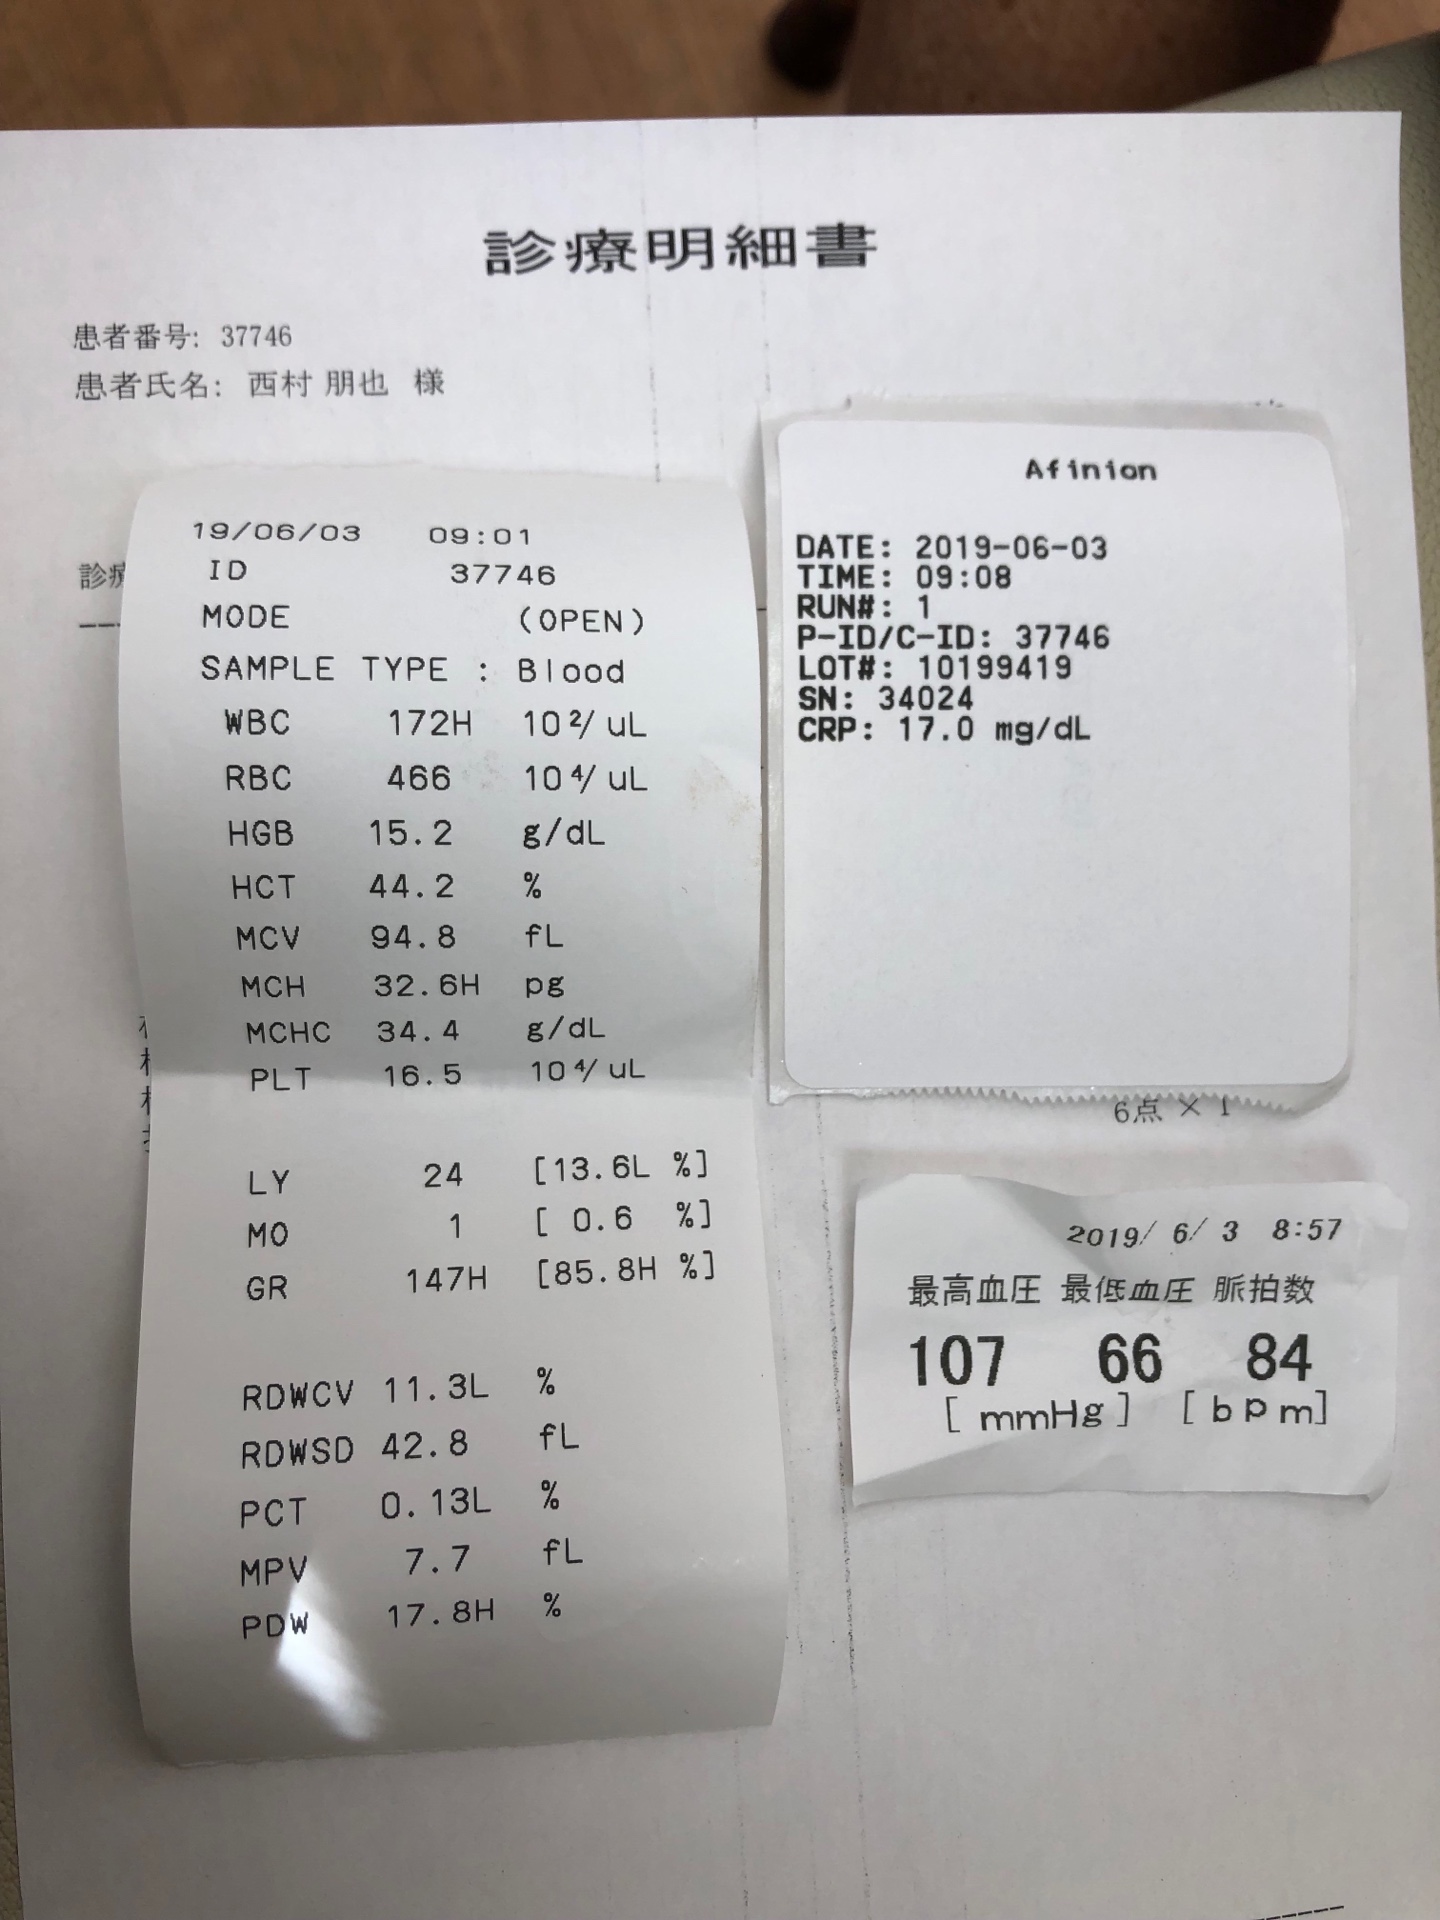 診療明細書
患者番号: 37746
患者氏名: 西村 朋也 様
診療
19/06/03 09:01
ID 37746
MODE (OPEN)
SAMPLE TYPE : Blood
WBC 172H 10²/uL
RBC 466 10⁴/uL
HGB 15.2 g/dL
HCT 44.2 %
MCV 94.8 fL
MCH 32.6H pg
MCHC 34.4 g/dL
PLT 16.5 10⁴/uL
LY 24 [13.6L %]
MO 1 [ 0.6 %]
GR 147H [85.8H %]
RDWCV 11.3L %
RDWSD 42.8 fL
PCT 0.13L %
MPV 7.7 fL
PDW 17.8H %
Afinion
DATE: 2019-06-03
TIME: 09:08
RUN#: 1
P-ID/C-ID: 37746
LOT#: 10199419
SN: 34024
CRP: 17.0 mg/dL
6点 × 1
2019/ 6/ 3 8:57
最高血圧 最低血圧 脈拍数
107 66 84
[ mmHg ] [ bpm]